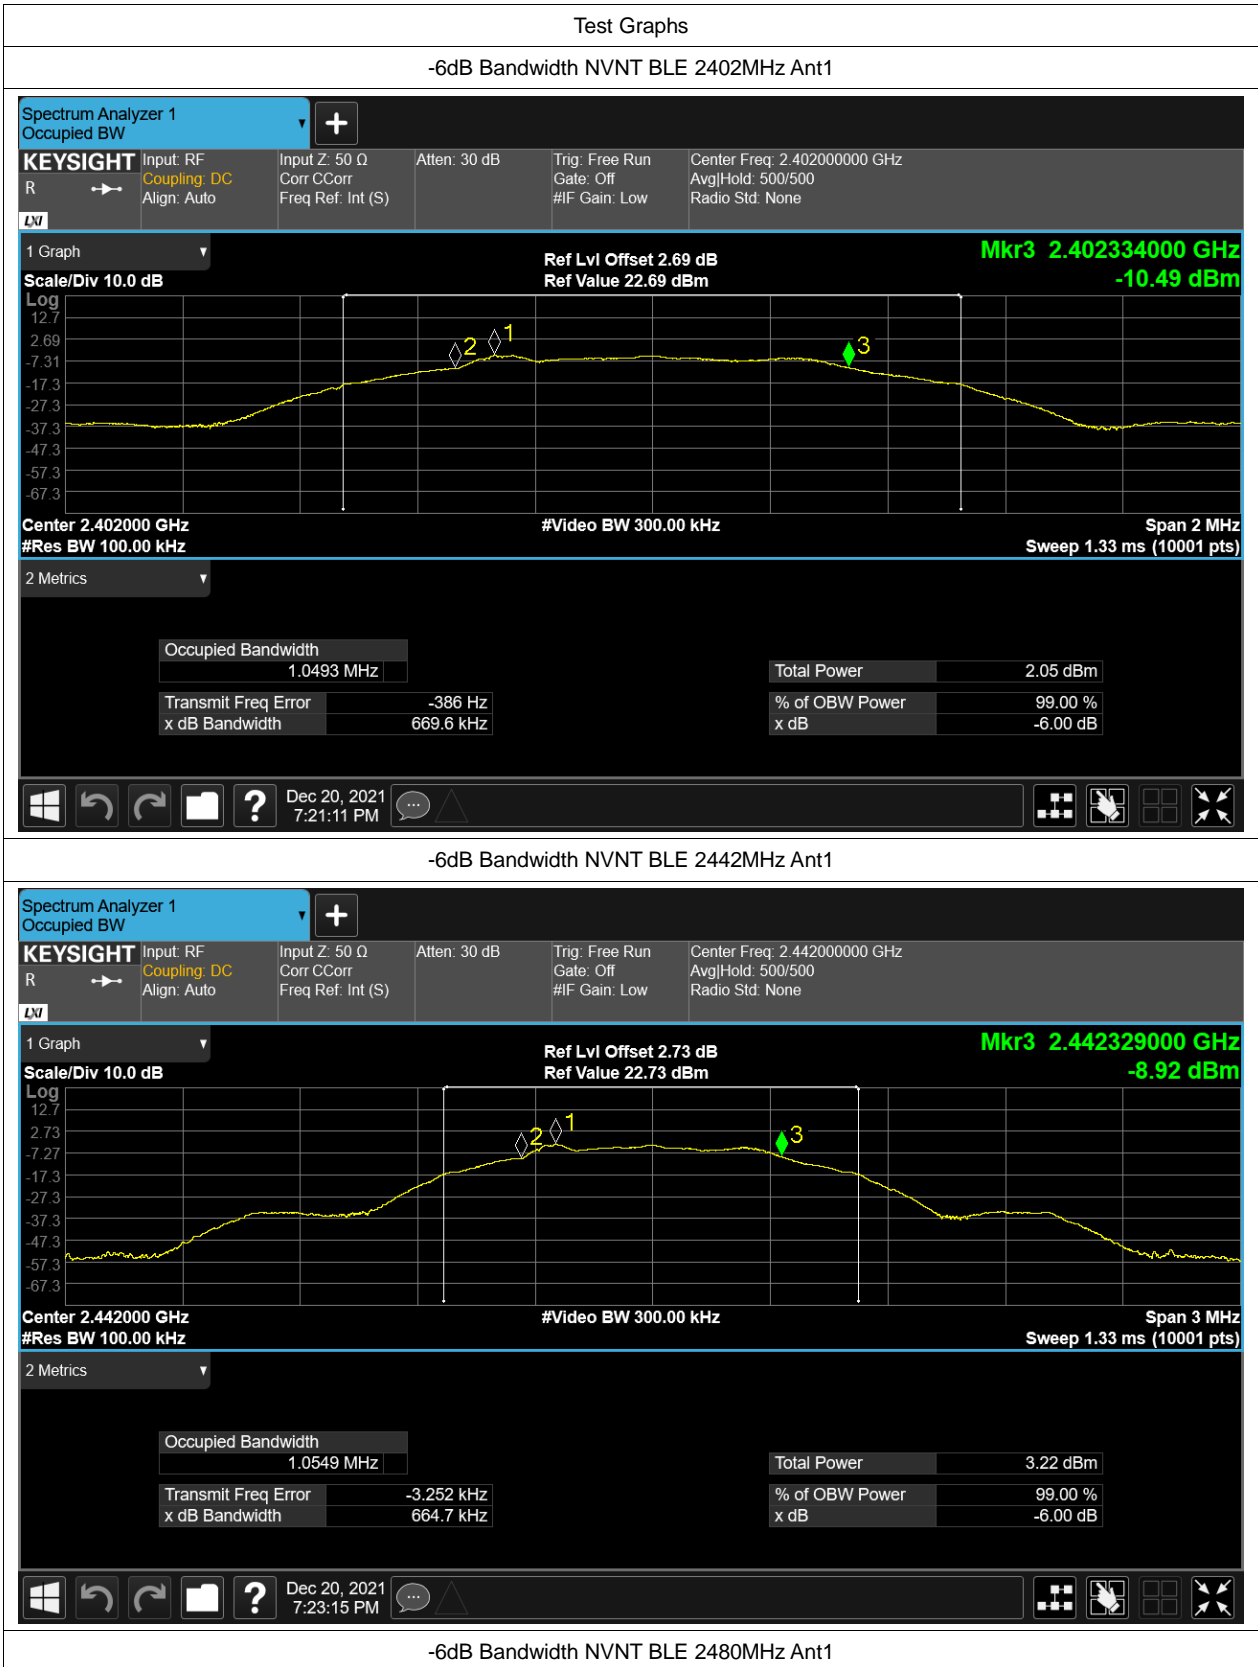 Test Graphs
-6dB Bandwidth NVNT BLE 2402MHz Ant1
Spectrum Analyzer 1
Occupied BW
KEYSIGHT Input: RF Input Z: 50 Ω Atten: 30 dB Trig: Free Run Center Freq: 2.402000000 GHz
R Coupling: DC Corr CCorr Gate: Off Avg|Hold: 500/500
Align: Auto Freq Ref: Int (S) #IF Gain: Low Radio Std: None
LXI
1 Graph Ref Lvl Offset 2.69 dB Mkr3 2.402334000 GHz
Scale/Div 10.0 dB Ref Value 22.69 dBm -10.49 dBm
Log
12.7
2.69
-7.31
-17.3
-27.3
-37.3
-47.3
-57.3
-67.3
2 1 3
Center 2.402000 GHz #Video BW 300.00 kHz Span 2 MHz
#Res BW 100.00 kHz Sweep 1.33 ms (10001 pts)
2 Metrics
Occupied Bandwidth
1.0493 MHz Total Power 2.05 dBm
Transmit Freq Error -386 Hz % of OBW Power 99.00 %
x dB Bandwidth 669.6 kHz x dB -6.00 dB
? Dec 20, 2021
7:21:11 PM
-6dB Bandwidth NVNT BLE 2442MHz Ant1
Spectrum Analyzer 1
Occupied BW
KEYSIGHT Input: RF Input Z: 50 Ω Atten: 30 dB Trig: Free Run Center Freq: 2.442000000 GHz
R Coupling: DC Corr CCorr Gate: Off Avg|Hold: 500/500
Align: Auto Freq Ref: Int (S) #IF Gain: Low Radio Std: None
LXI
1 Graph Ref Lvl Offset 2.73 dB Mkr3 2.442329000 GHz
Scale/Div 10.0 dB Ref Value 22.73 dBm -8.92 dBm
Log
12.7
2.73
-7.27
-17.3
-27.3
-37.3
-47.3
-57.3
-67.3
2 1 3
Center 2.442000 GHz #Video BW 300.00 kHz Span 3 MHz
#Res BW 100.00 kHz Sweep 1.33 ms (10001 pts)
2 Metrics
Occupied Bandwidth
1.0549 MHz Total Power 3.22 dBm
Transmit Freq Error -3.252 kHz % of OBW Power 99.00 %
x dB Bandwidth 664.7 kHz x dB -6.00 dB
? Dec 20, 2021
7:23:15 PM
-6dB Bandwidth NVNT BLE 2480MHz Ant1